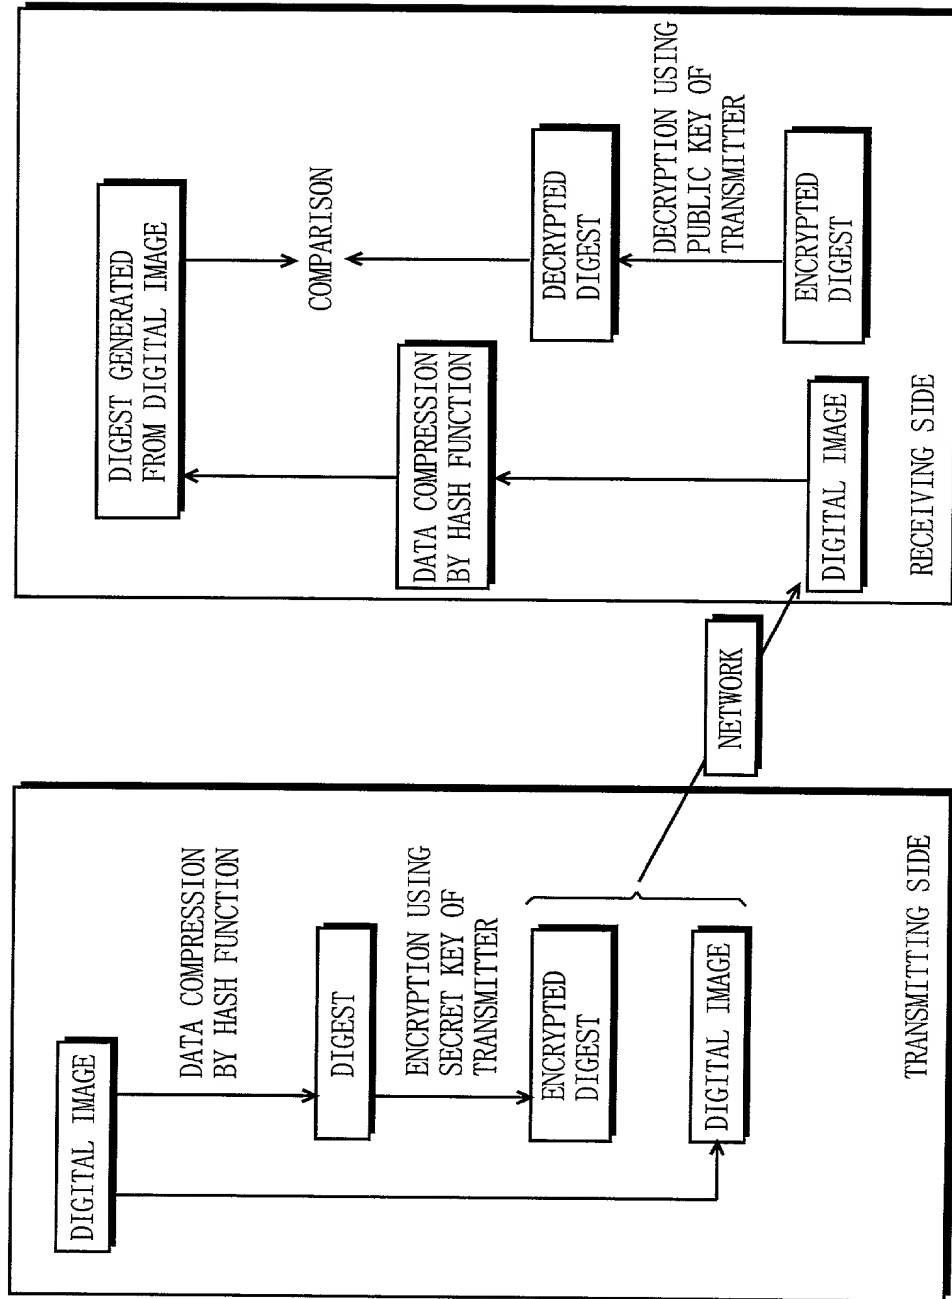 DIGITAL IMAGE
DATA COMPRESSION
BY HASH FUNCTION
DIGEST
ENCRYPTION USING
SECRET KEY OF
TRANSMITTER
ENCRYPTED
DIGEST
DIGITAL IMAGE
TRANSMITTING SIDE
NETWORK
DIGEST GENERATED
FROM DIGITAL IMAGE
COMPARISON
DATA COMPRESSION
BY HASH FUNCTION
DECRYPTED
DIGEST
DECRYPTION USING
PUBLIC KEY OF
TRANSMITTER
DIGITAL IMAGE
ENCRYPTED
DIGEST
RECEIVING SIDE